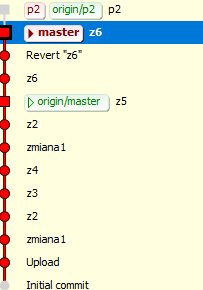 p2 origin/p2 p2
master z6
Revert "z6"
z6
origin/master z5
z2
zmiana1
z4
z3
z2
zmiana1
Upload
Initial commit